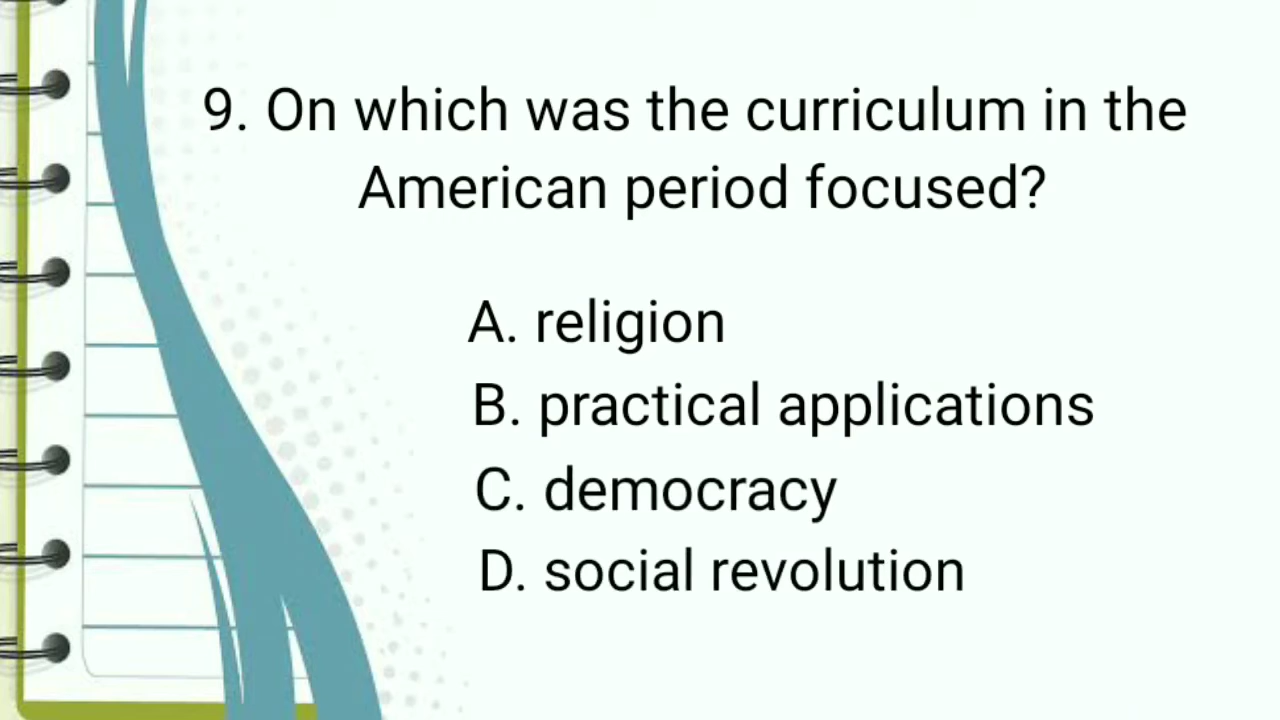 9. On which was the curriculum in the
American period focused?
A. religion
B. practical applications
C. democracy
D. social revolution